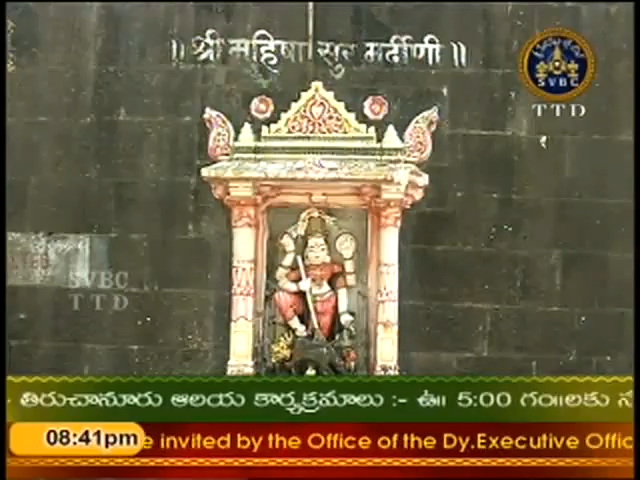 ॥ श्री महिषा सुर मर्दीणी ॥
SVBC
TTD
SVBC
TTD
తిరుచానూరు ఆలయ కార్యక్రమాలు :- ఉ॥ 5:00 గం॥లకు
08:41pm
e invited by the Office of the Dy.Executive Offic